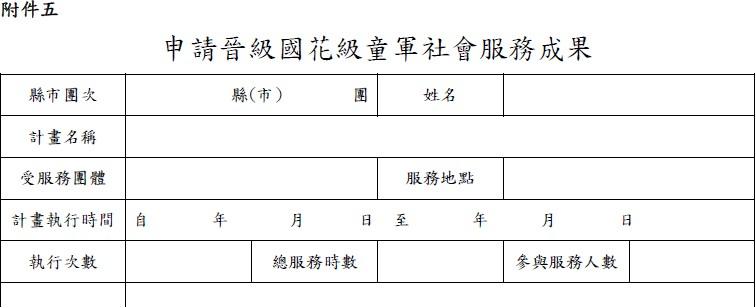 附件五
申請晉級國花級童軍社會服務成果
縣市團次 縣(市) 團 姓名
計畫名稱
受服務團體 服務地點
計畫執行時間 自 年 月 日 至 年 月 日
執行次數 總服務時數 參與服務人數